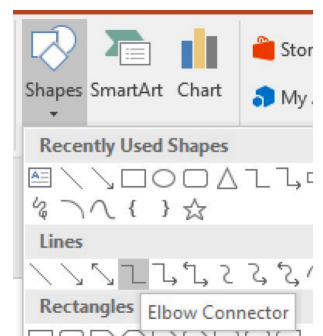 Shapes SmartArt Chart
Stor
My
Recently Used Shapes
Lines
Rectangles
Elbow Connector